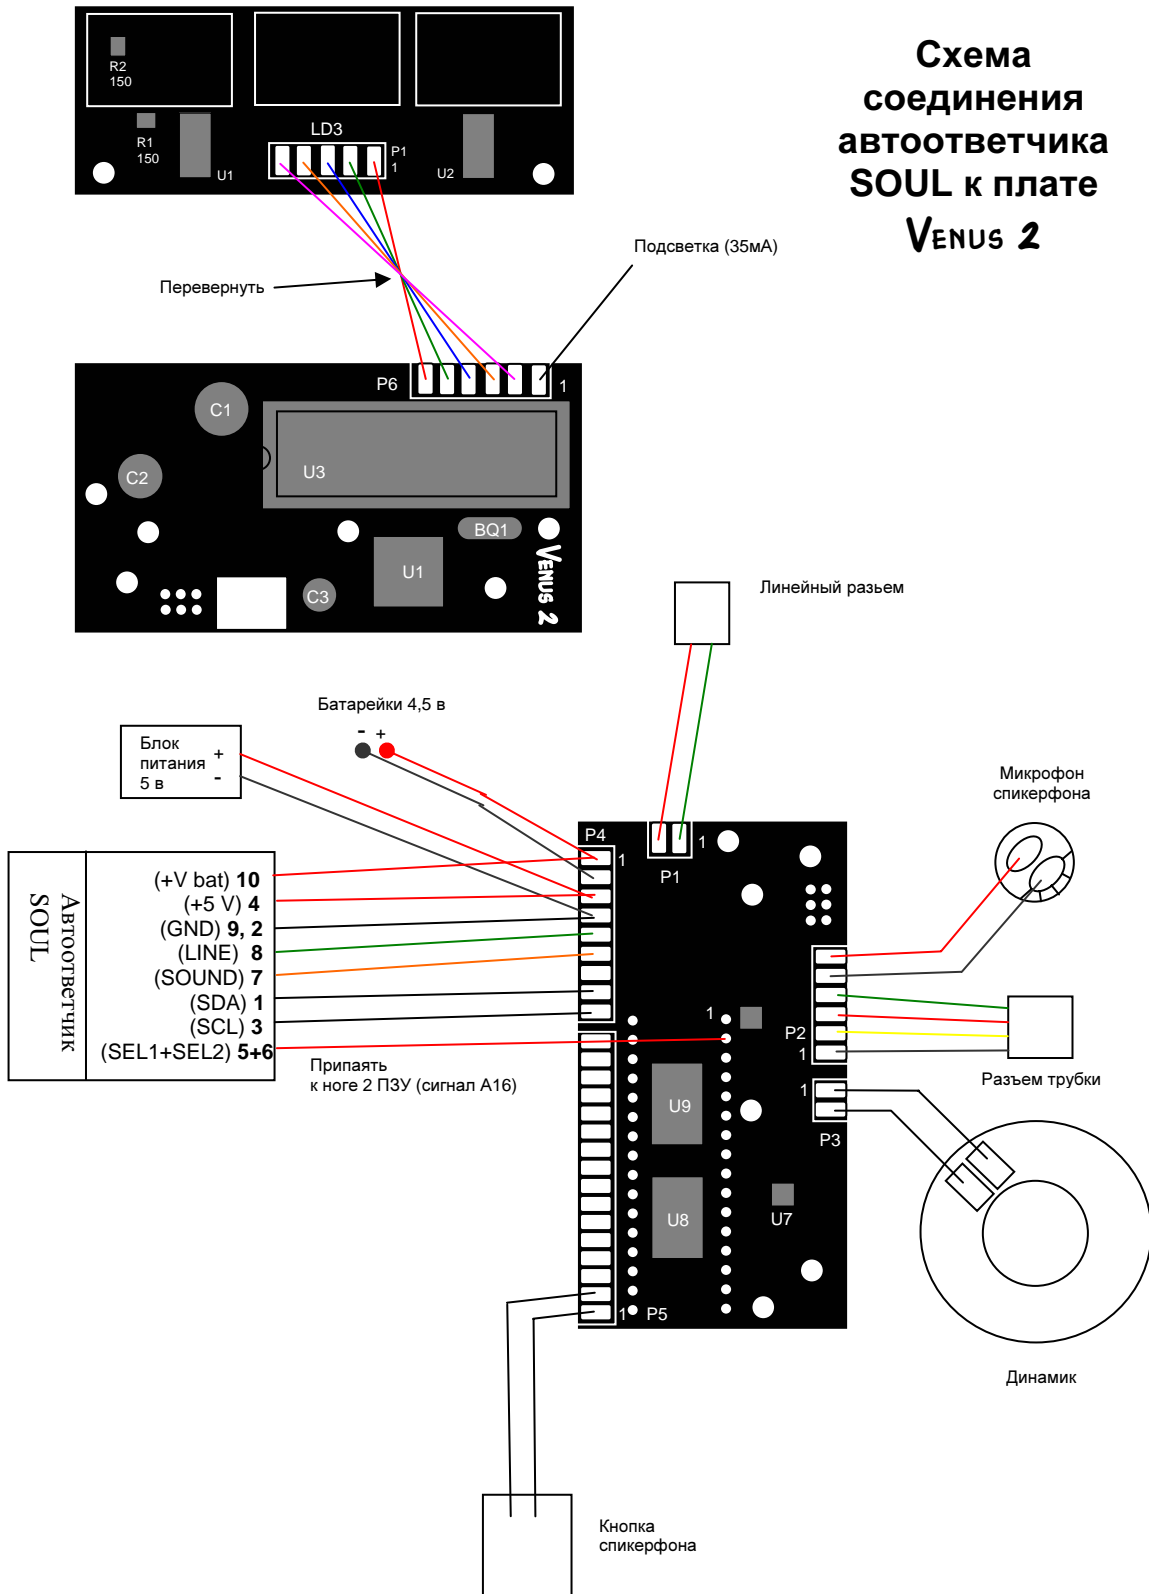 Схема
соединения
автоответчика
SOUL к плате
VENUS 2
R2
150
R1
150
U1
LD3
P1
1
U2
Подсветка (35мА)
Перевернуть
P6
1
C1
U3
C2
BQ1
U1
C3
VENUS 2
Линейный разьем
Батарейки 4,5 в
- +
Блок
питания
5 в
+
-
Микрофон
спикерфона
P4
1
P1
1
Автоответчик
SOUL
(+V bat) 10
(+5 V) 4
(GND) 9, 2
(LINE) 8
(SOUND) 7
(SDA) 1
(SCL) 3
(SEL1+SEL2) 5+6
Припаять
к ноге 2 ПЗУ (сигнал А16)
1
P2
1
Разъем трубки
1
P3
U9
U8
U7
1
P5
Динамик
Кнопка
спикерфона